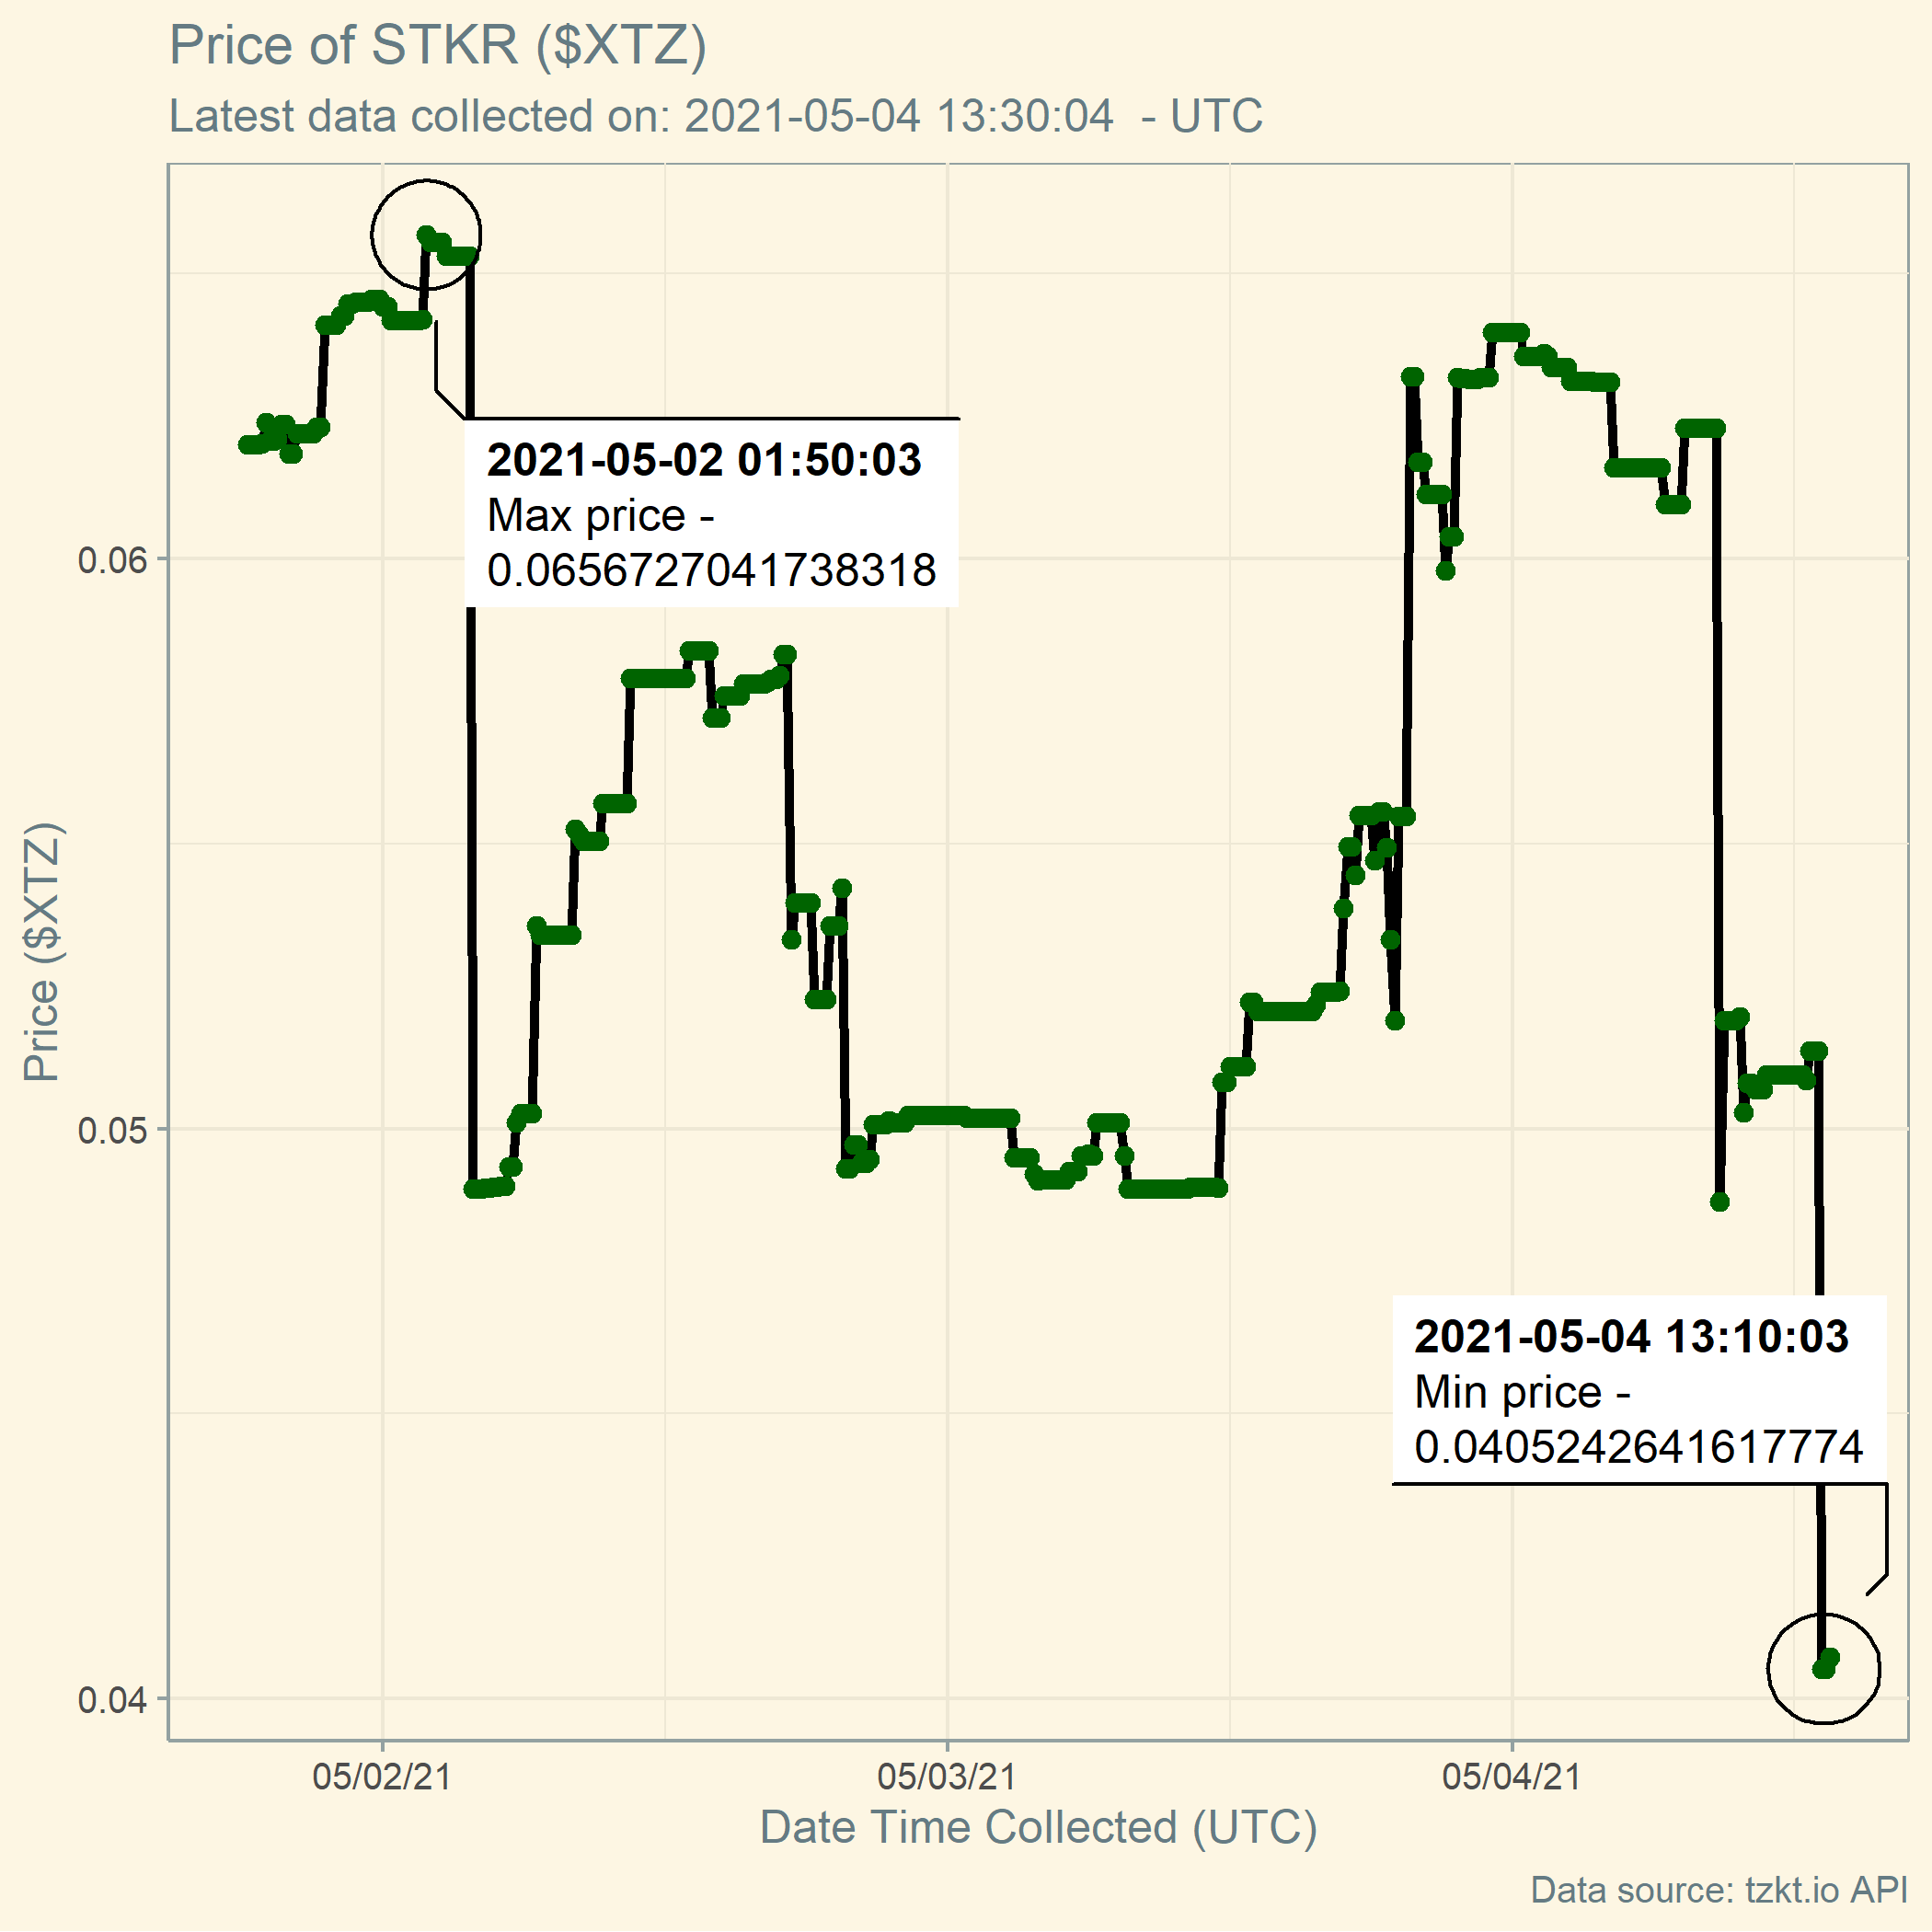 Price of STKR ($XTZ)
Latest data collected on: 2021-05-04 13:30:04  - UTC
2021-05-02 01:50:03
Max price -
0.0656727041738318
0.06
Price ($XTZ)
0.05
2021-05-04 13:10:03
Min price -
0.0405242641617774
0.04
05/02/21
05/03/21
05/04/21
Date Time Collected (UTC)
Data source: tzkt.io API